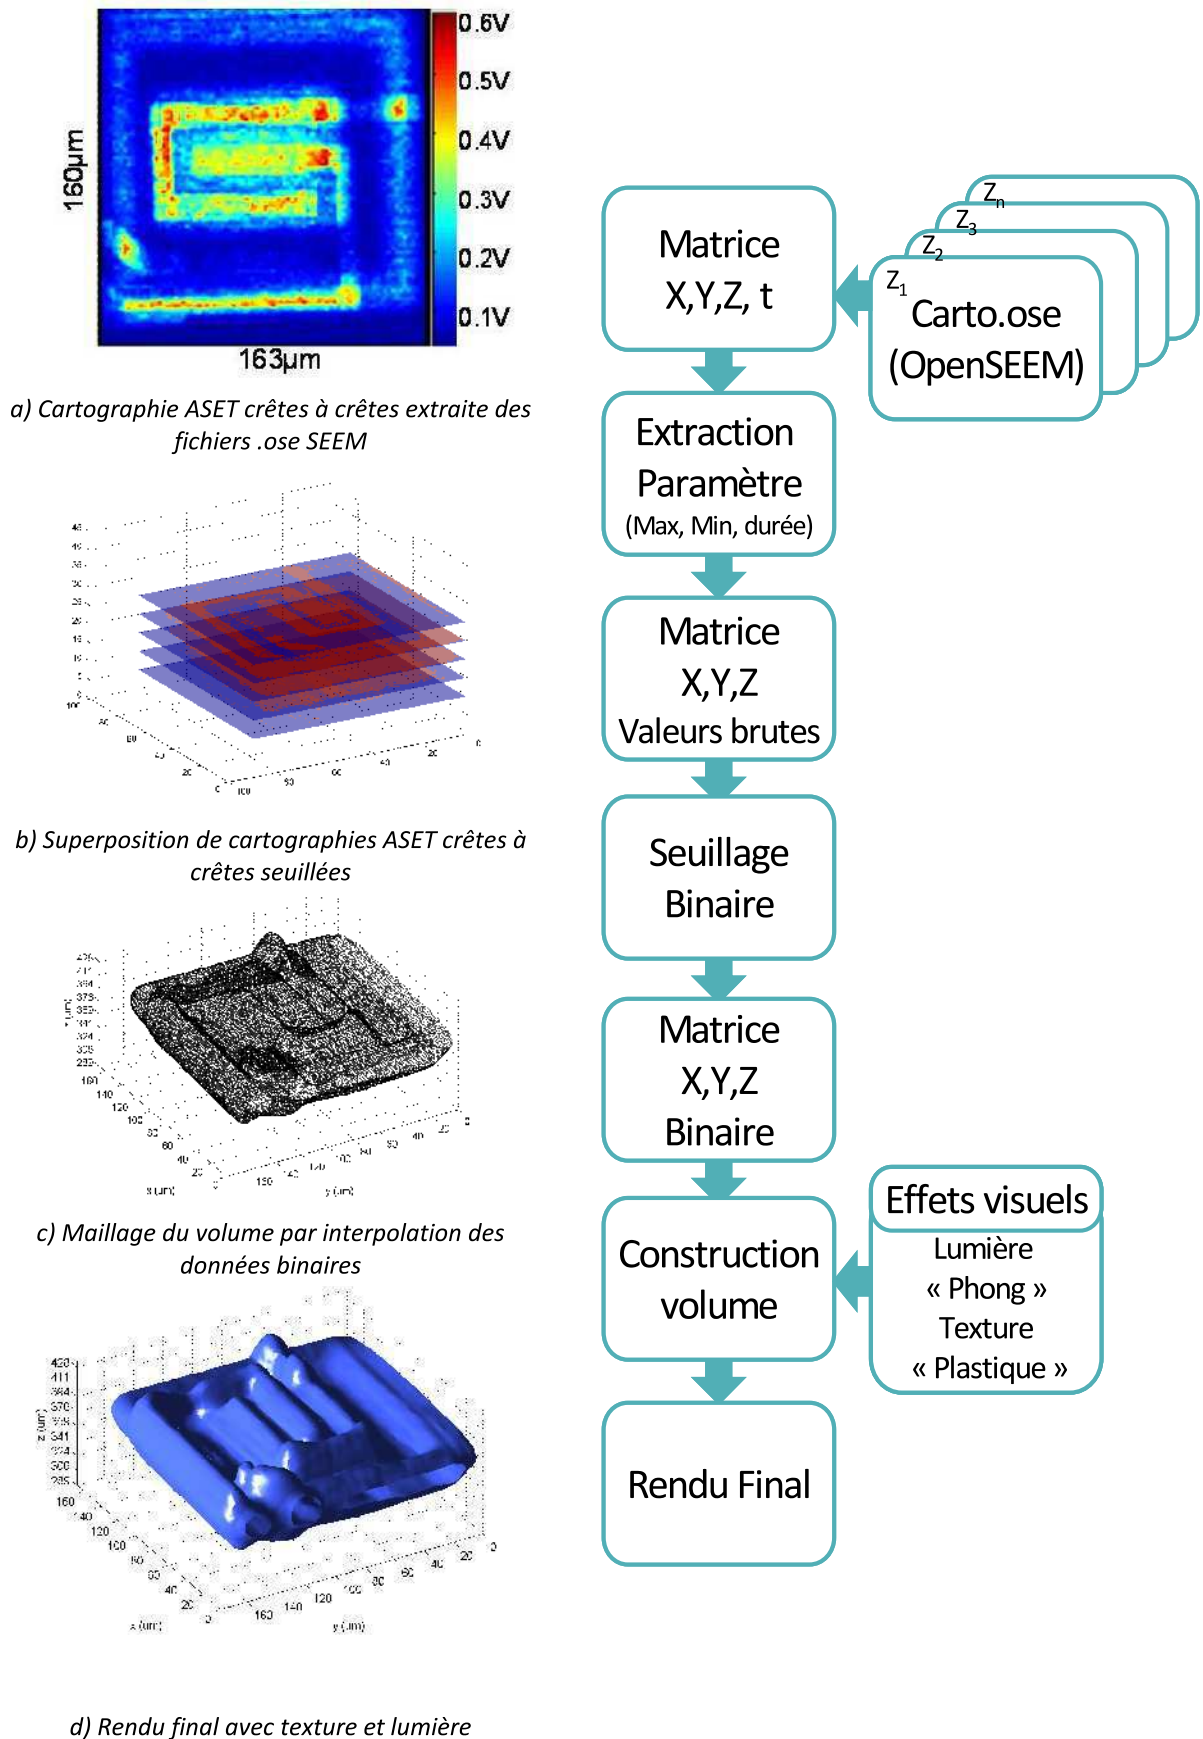 0.6V
0.5V
0.4V
0.3V
0.2V
0.1V
160µm
163µm
a) Cartographie ASET crêtes à crêtes extraite des
fichiers .ose SEEM
b) Superposition de cartographies ASET crêtes à
crêtes seuillées
c) Maillage du volume par interpolation des
données binaires
d) Rendu final avec texture et lumière
Matrice
X,Y,Z, t
Zn
Z3
Z2
Z1
Carto.ose
(OpenSEEM)
Extraction
Paramètre
(Max, Min, durée)
Matrice
X,Y,Z
Valeurs brutes
Seuillage
Binaire
Matrice
X,Y,Z
Binaire
Construction
volume
Effets visuels
Lumière
« Phong »
Texture
« Plastique »
Rendu Final